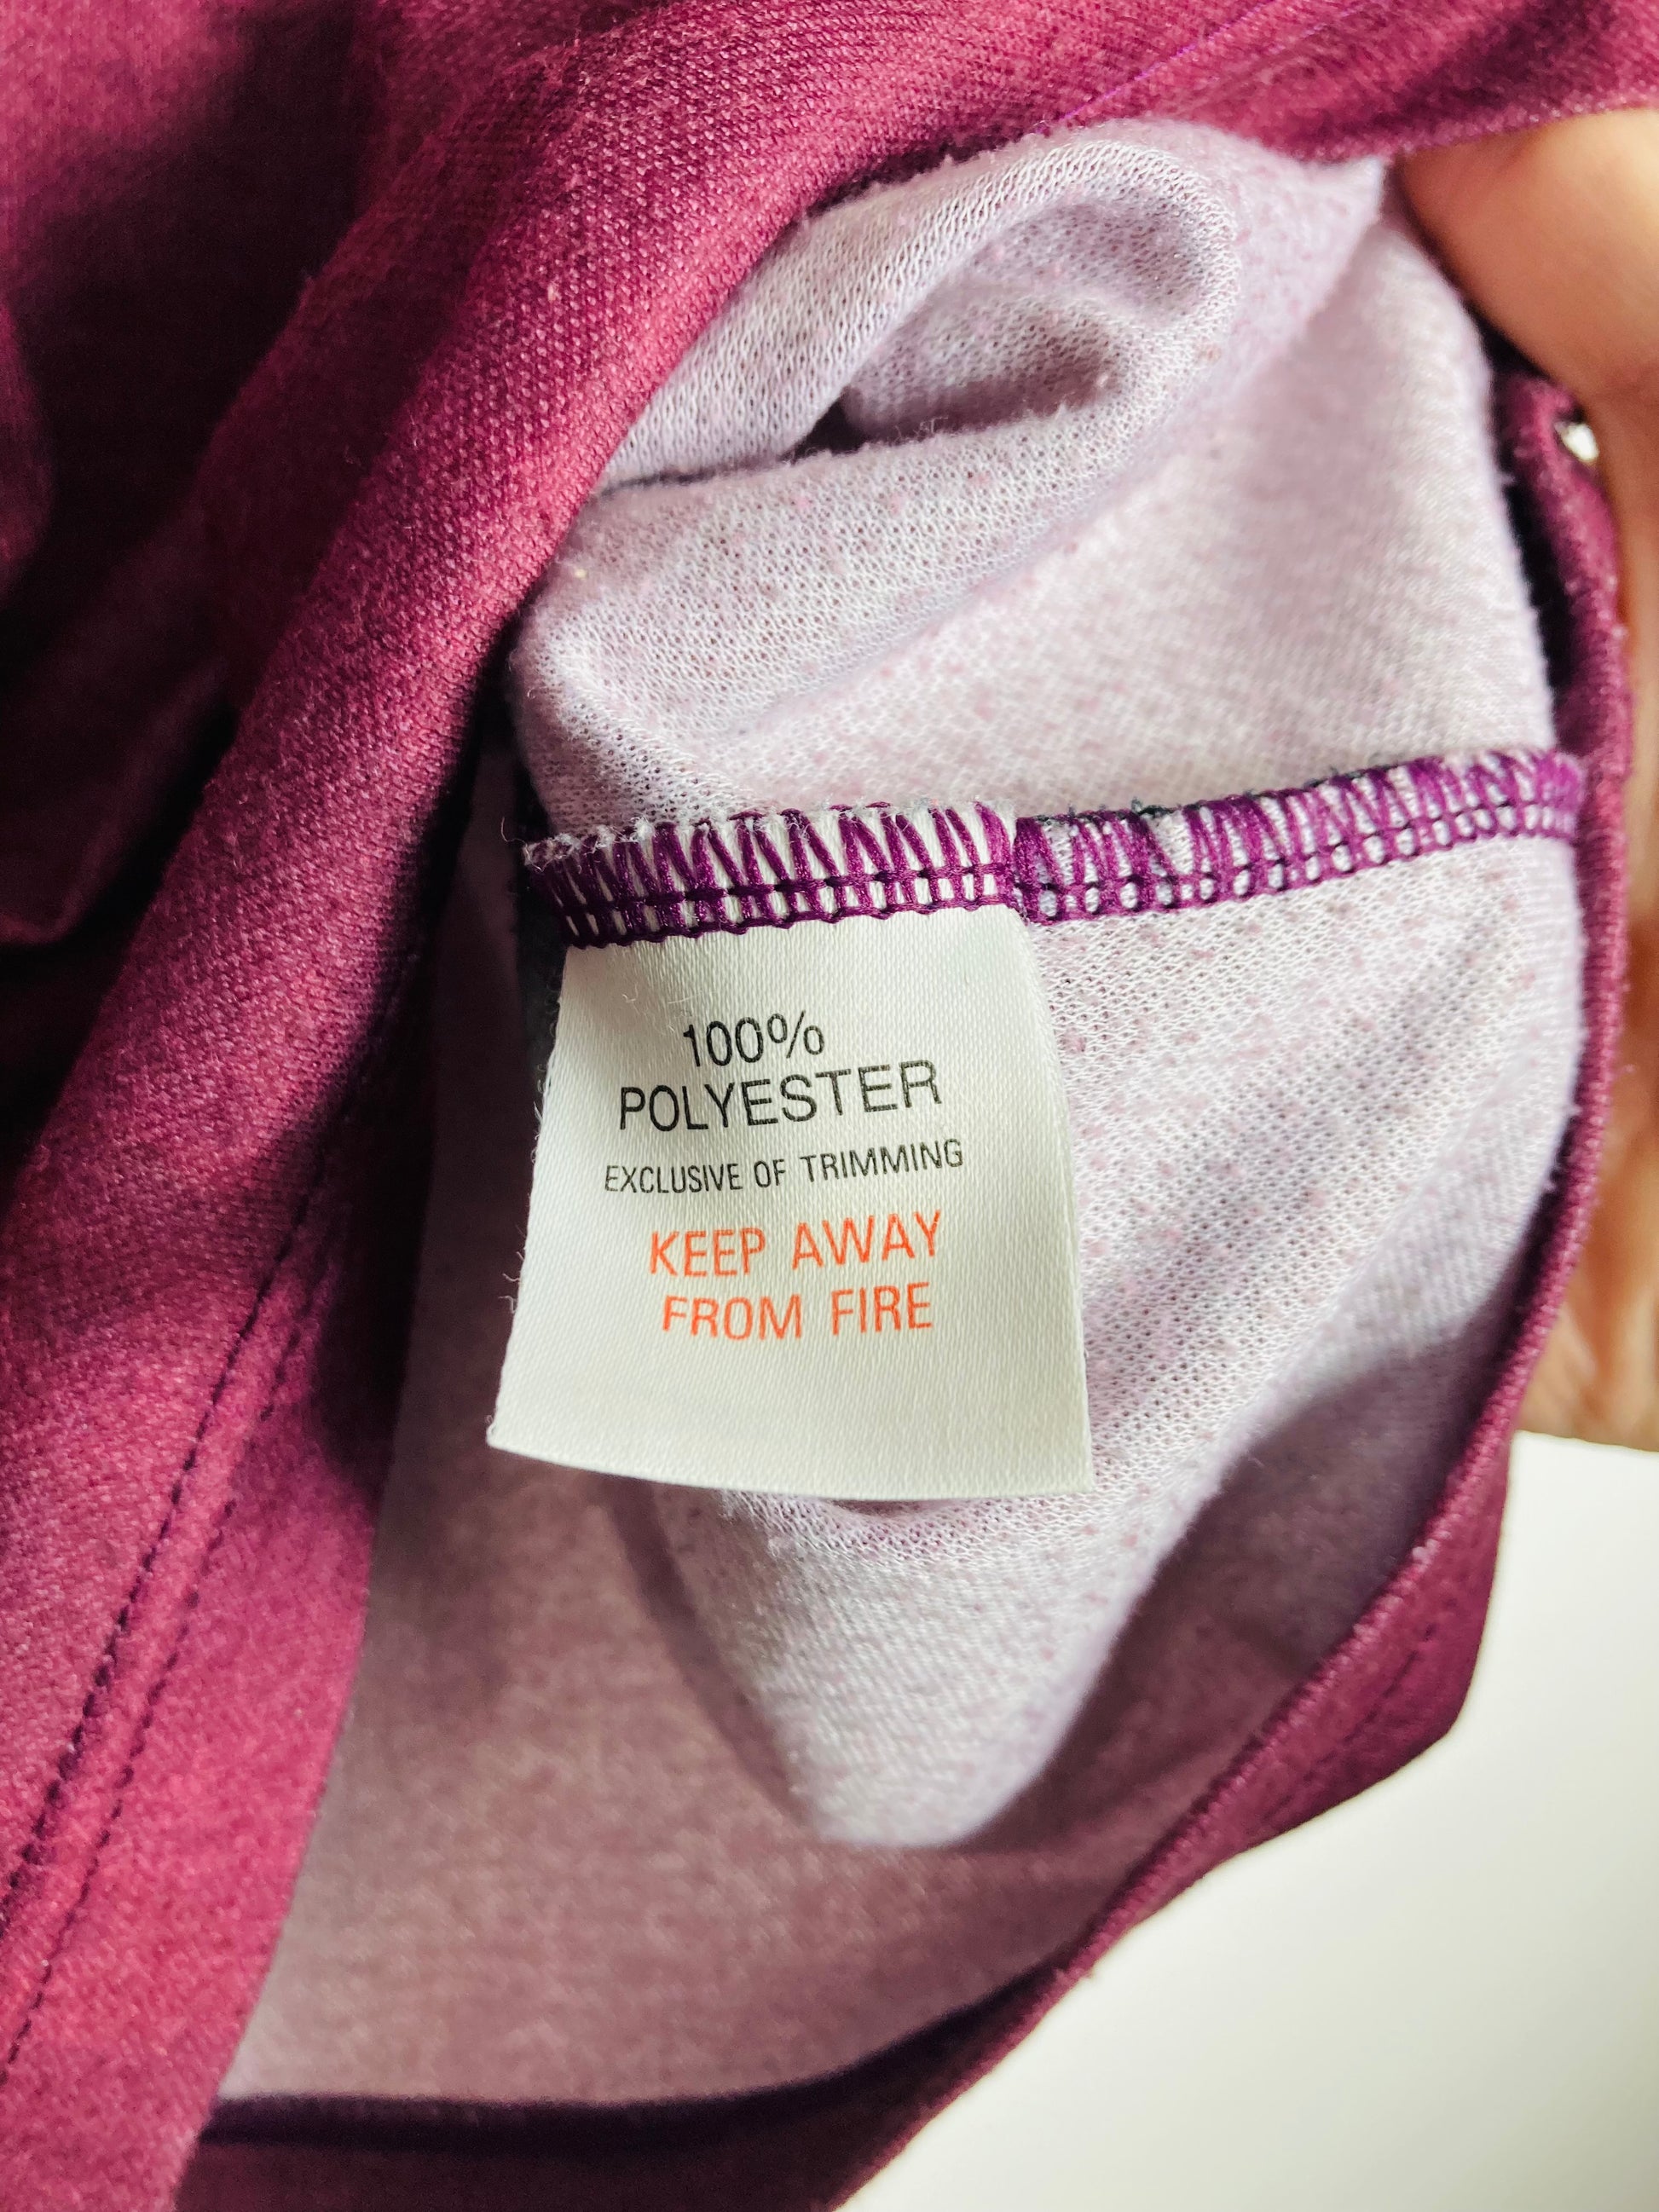 100%
POLYESTER
EXCLUSIVE OF TRIMMING
KEEP AWAY
FROM FIRE